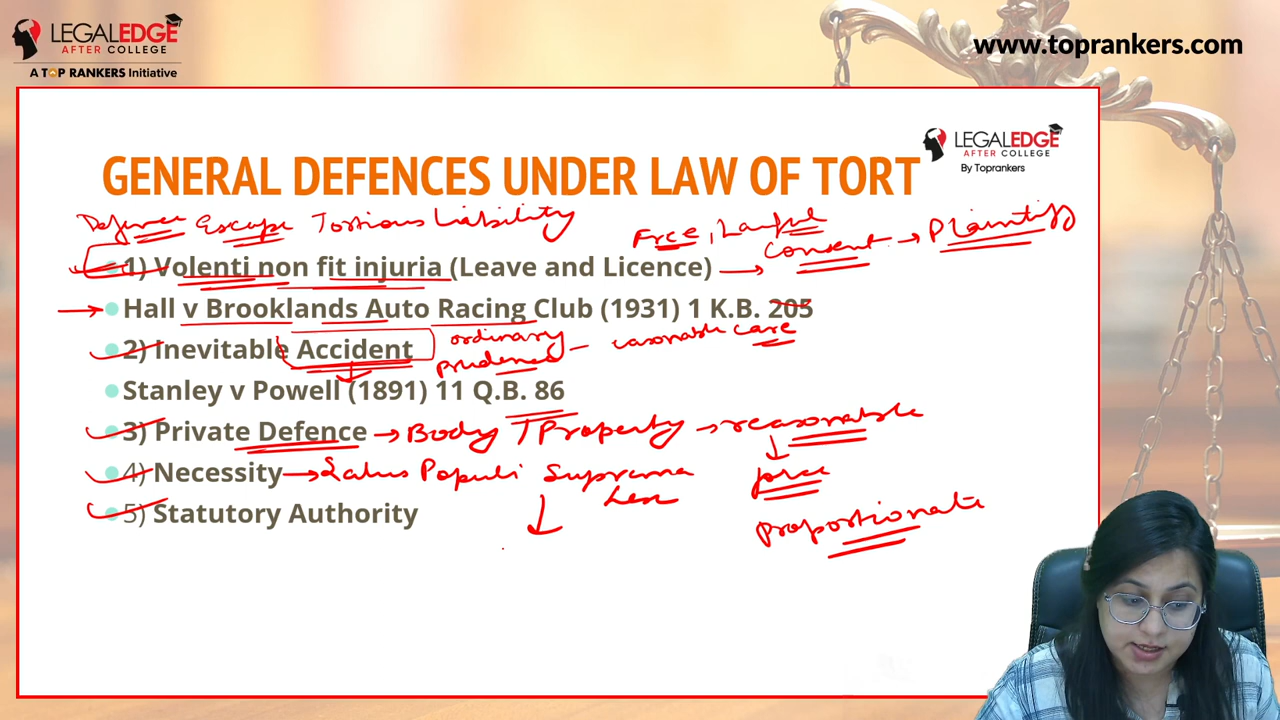 LEGALEDGE
AFTER COLLEGE
A TOP RANKERS Initiative
www.toprankers.com
LEGALEDGE
AFTER COLLEGE
By Toprankers
GENERAL DEFENCES UNDER LAW OF TORT
Defence Escape Tortious Liability
Free, Lawful
consent → Plaintiff
1) Volenti non fit injuria (Leave and Licence) →
Hall v Brooklands Auto Racing Club (1931) 1 K.B. 205
2) Inevitable Accident
ordinary prudence - reasonable care
Stanley v Powell (1891) 11 Q.B. 86
3) Private Defence → Body Property → reasonable
4) Necessity → Salus Populi Suprema Lex
proportionate
5) Statutory Authority